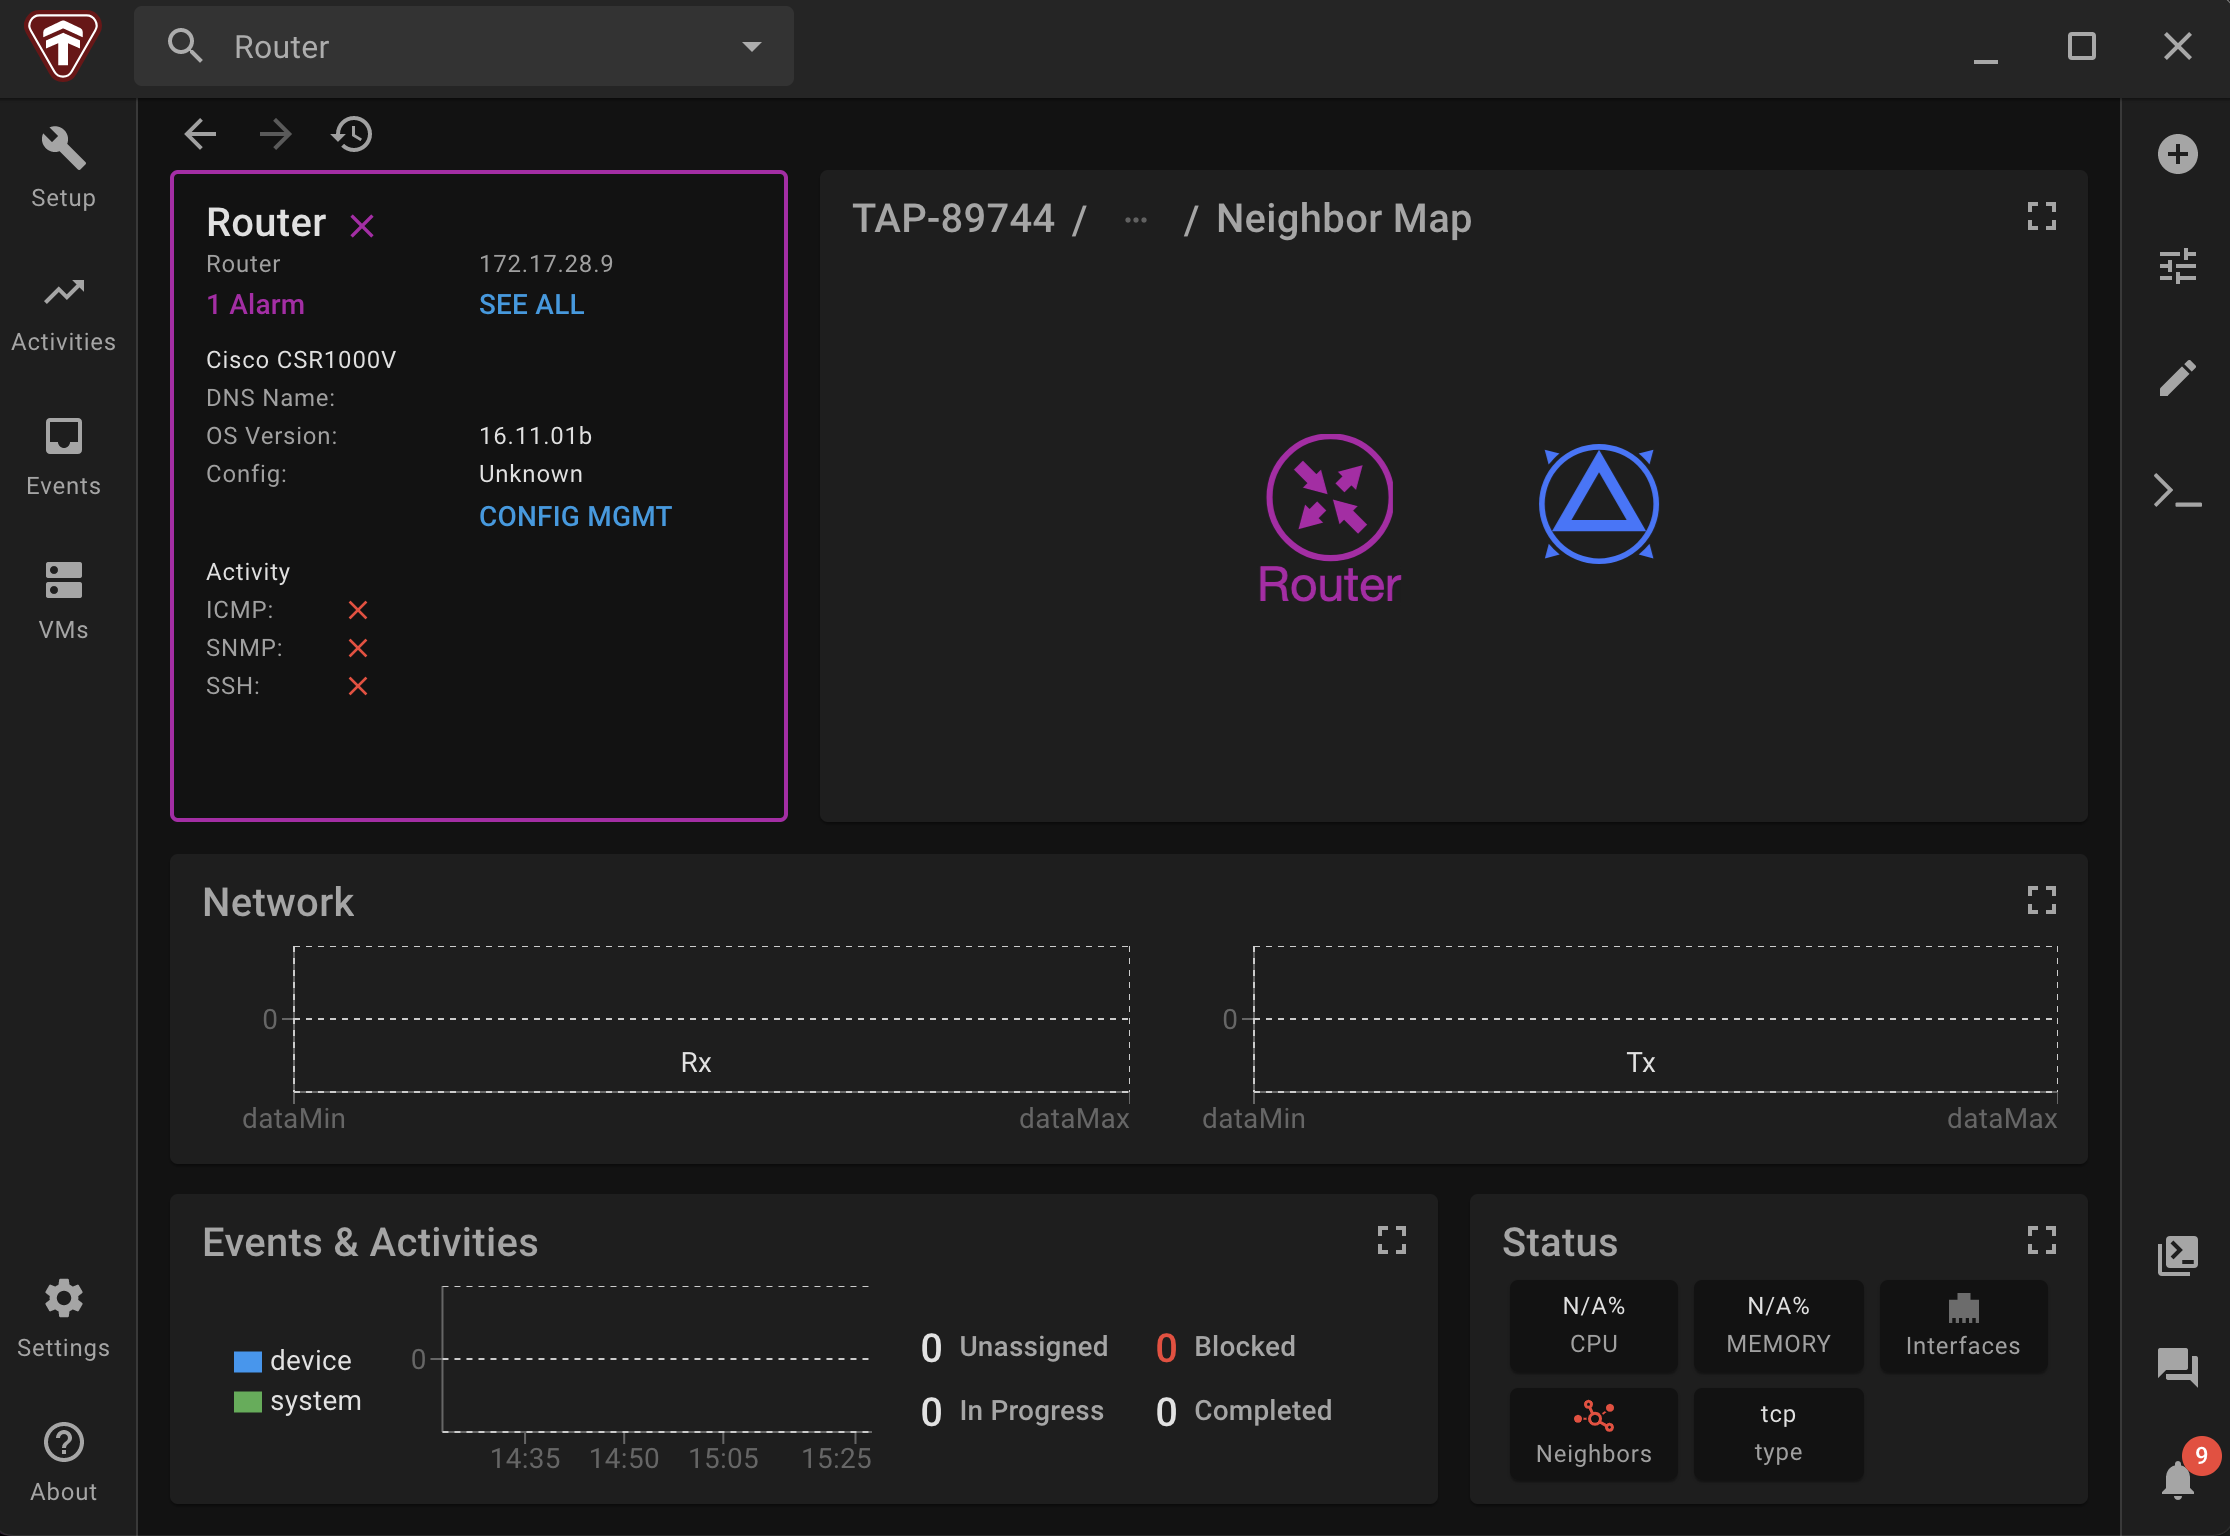 Router
Setup
Activities
Events
VMs
Settings
About
Router
Router 172.17.28.9
1 Alarm SEE ALL
Cisco CSR1000V
DNS Name:
OS Version: 16.11.01b
Config: Unknown
CONFIG MGMT
Activity
ICMP:
SNMP:
SSH:
TAP-89744 / ... / Neighbor Map
Router
Network
0
Rx
dataMin dataMax
0
Tx
dataMin dataMax
Events & Activities
device
system
0
14:35 14:50 15:05 15:25
0 Unassigned 0 Blocked
0 In Progress 0 Completed
Status
N/A%
CPU
N/A%
MEMORY
Interfaces
Neighbors
tcp
type
9